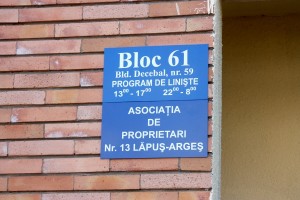 Bloc 61
Bld. Decebal, nr. 59
PROGRAM DE LINIȘTE
13⁰⁰ - 17⁰⁰ 22⁰⁰ - 8⁰⁰
ASOCIAȚIA
DE
PROPRIETARI
Nr. 13 LĂPUȘ-ARGEȘ